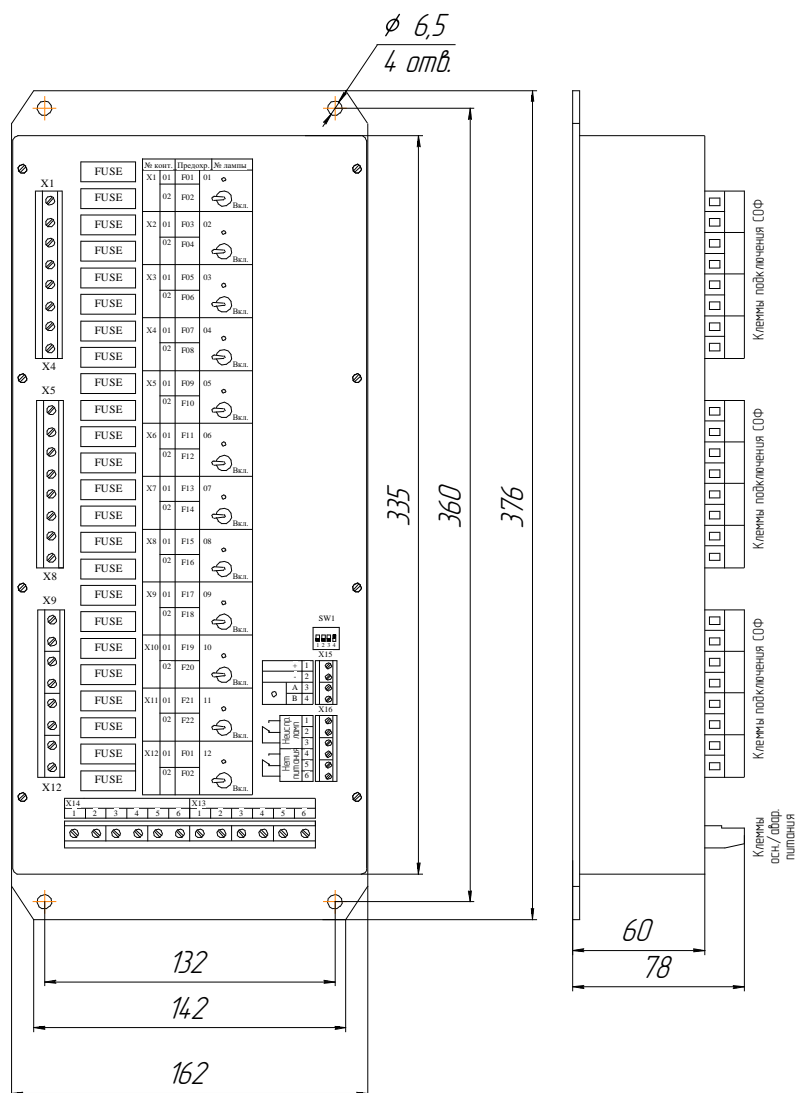 ϕ 6,5
4 отв.
№ конт. Предохр. № лампы
FUSE X1 01 F01 01
X1
FUSE 02 F02 Вкл.
FUSE X2 01 F03 02
FUSE 02 F04 Вкл.
FUSE X3 01 F05 03
FUSE 02 F06 Вкл.
FUSE X4 01 F07 04
FUSE 02 F08 Вкл.
X4
FUSE X5 01 F09 05
X5
FUSE 02 F10 Вкл.
FUSE X6 01 F11 06
FUSE 02 F12 Вкл.
FUSE X7 01 F13 07
FUSE 02 F14 Вкл.
FUSE X8 01 F15 08
FUSE 02 F16 Вкл.
X8
FUSE X9 01 F17 09
X9
FUSE 02 F18 Вкл.
FUSE X10 01 F19 10
FUSE 02 F20 Вкл.
FUSE X11 01 F21 11
FUSE 02 F22 Вкл.
FUSE X12 01 F01 12
FUSE 02 F02 Вкл.
X12
SW1
1 2 3 4
X15
+ 1
- 2
A 3
B 4
X16
Неиспр. ламп
1
2
3
Нет питания
4
5
6
X14 X13
1 2 3 4 5 6 1 2 3 4 5 6
335
360
376
132
142
162
Клеммы подключения СОФ
Клеммы подключения СОФ
Клеммы подключения СОФ
Клеммы
осн./авар.
питания
60
78